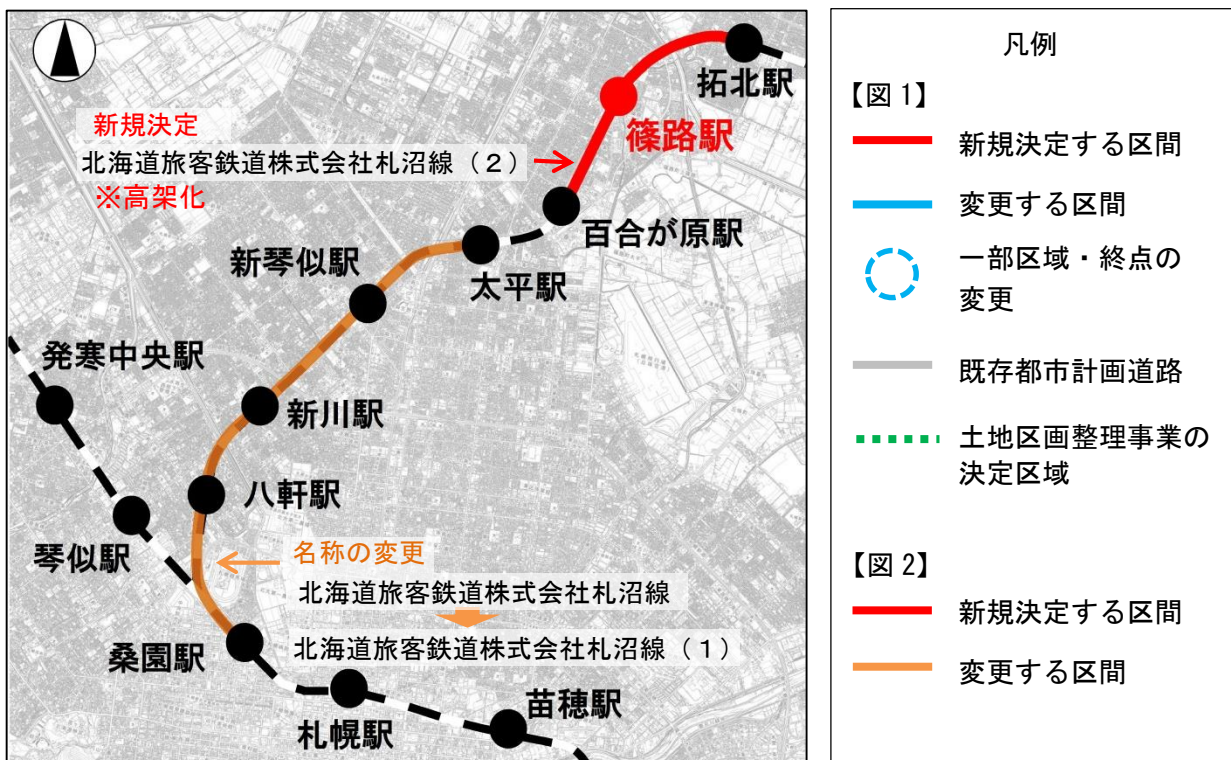 拓北駅
篠路駅
新規決定
北海道旅客鉄道株式会社札沼線（２）
※高架化
百合が原駅
新琴似駅
太平駅
発寒中央駅
新川駅
八軒駅
琴似駅
名称の変更
北海道旅客鉄道株式会社札沼線
北海道旅客鉄道株式会社札沼線（１）
桑園駅
札幌駅
苗穂駅
凡例
【図１】
新規決定する区間
変更する区間
一部区域・終点の
変更
既存都市計画道路
土地区画整理事業の
決定区域
【図２】
新規決定する区間
変更する区間